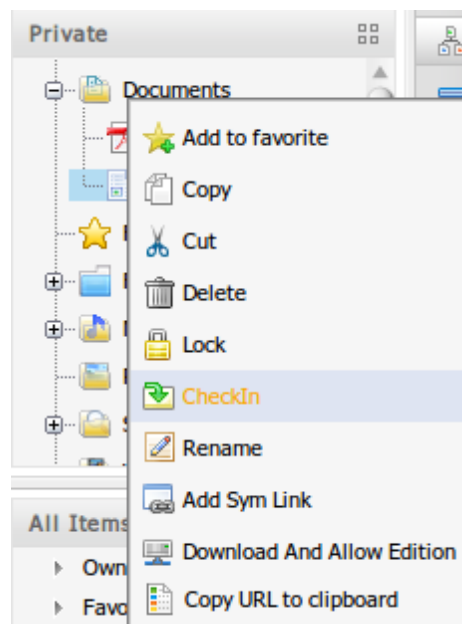 Private
Documents
Add to favorite
Copy
Cut
Delete
Lock
CheckIn
Rename
Add Sym Link
Download And Allow Edition
Copy URL to clipboard
All Items
Own
Favo